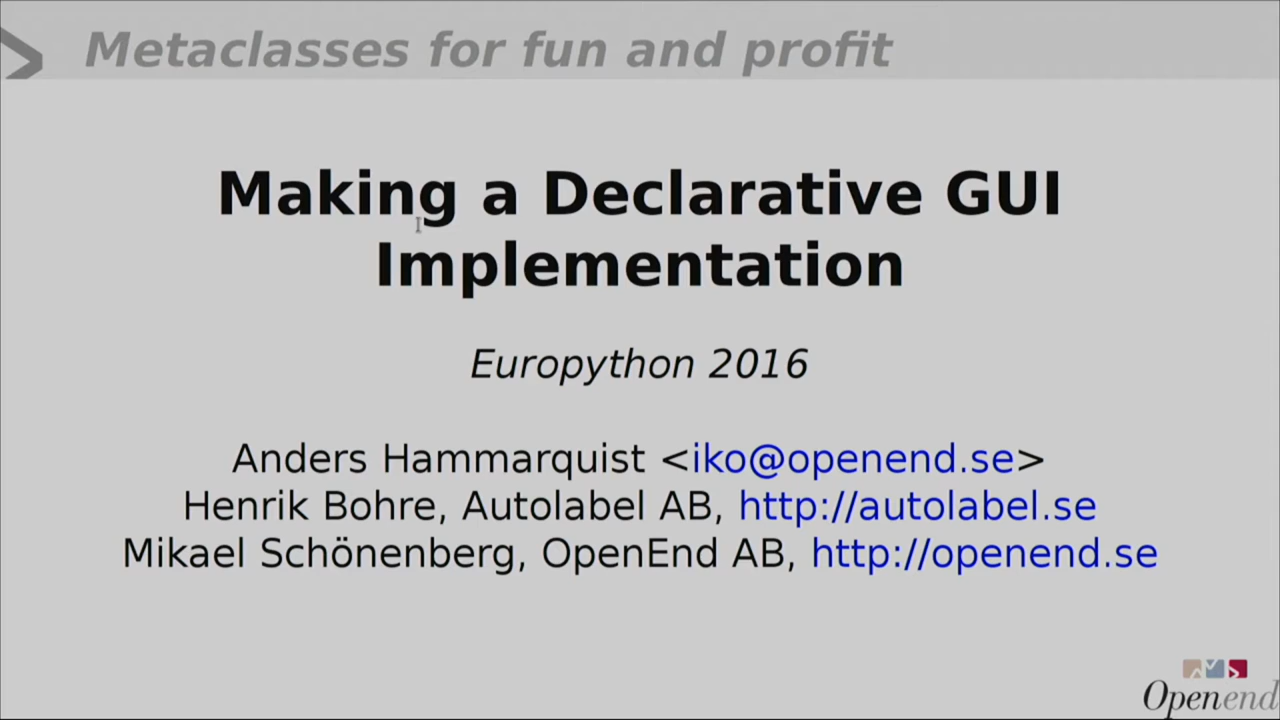 Metaclasses for fun and profit
Making a Declarative GUI
Implementation
Europython 2016
Anders Hammarquist <iko@openend.se>
Henrik Bohre, Autolabel AB, http://autolabel.se
Mikael Schönenberg, OpenEnd AB, http://openend.se
Openend